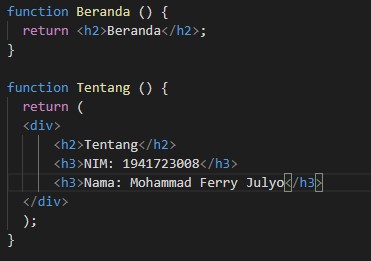 function Beranda () {
return <h2>Beranda</h2>;
}
function Tentang () {
return (
<div>
<h2>Tentang</h2>
<h3>NIM: 1941723008</h3>
<h3>Nama: Mohammad Ferry Julyo</h3>
</div>
);
}